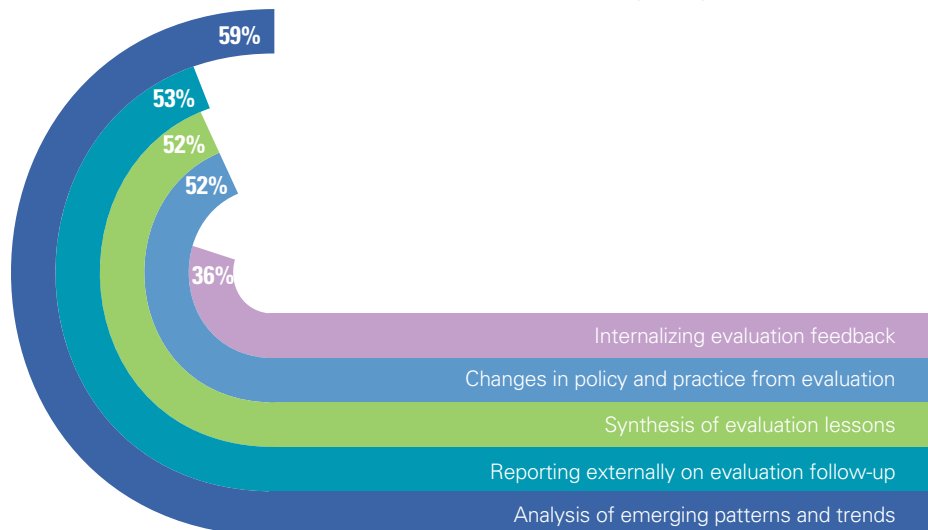 59%
53%
52%
52%
36%
Internalizing evaluation feedback
Changes in policy and practice from evaluation
Synthesis of evaluation lessons
Reporting externally on evaluation follow-up
Analysis of emerging patterns and trends